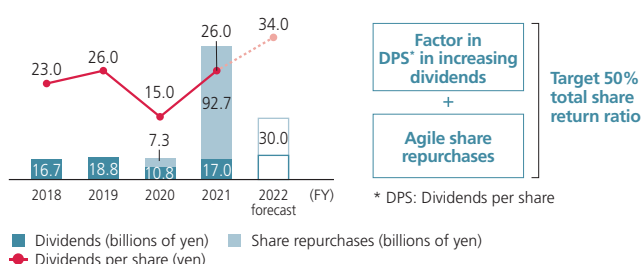 34.0
26.0
26.0
23.0
15.0
92.7
7.3
30.0
16.7
18.8
10.8
17.0
2018
2019
2020
2021
2022
(FY)
forecast
Dividends (billions of yen)
Share repurchases (billions of yen)
Dividends per share (yen)
Factor in
DPS* in increasing
dividends
+
Agile share
repurchases
Target 50%
total share
return ratio
* DPS: Dividends per share